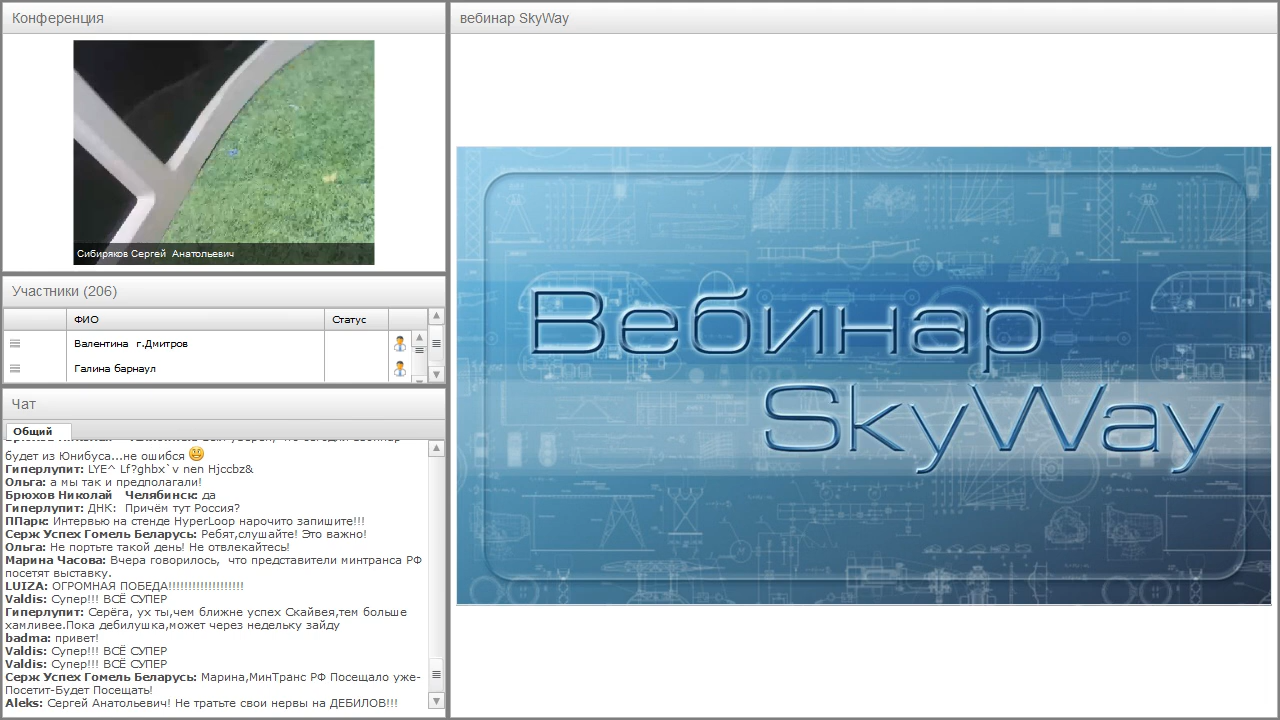 Конференция
Сибиряков Сергей Анатольевич
Участники (206)
ФИО Статус
Валентина г.Дмитров
Галина барнаул
Чат
Общий
будет из Юнибуса...не ошибся
Гиперлупит: LYE^ Lf?ghbx`v nen Hjccbz&
Ольга: а мы так и предполагали!
Брюхов Николай Челябинск: да
Гиперлупит: ДНК: Причём тут Россия?
ППарк: Интервью на стенде HyperLoop нарочито запишите!!!
Серж Успех Гомель Беларусь: Ребят,слушайте! Это важно!
Ольга: Не портьте такой день! Не отвлекайтесь!
Марина Часова: Вчера говорилось, что представители минтранса РФ
посетят выставку.
LUIZA: ОГРОМНАЯ ПОБЕДА!!!!!!!!!!!!!!!!!!!
Valdis: Супер!!! ВСЁ СУПЕР
Гиперлупит: Серёга, ух ты,чем ближне успех Скайвея,тем больше
хамливее.Пока дебилушка,может через недельку зайду
badma: привет!
Valdis: Супер!!! ВСЁ СУПЕР
Valdis: Супер!!! ВСЁ СУПЕР
Серж Успех Гомель Беларусь: Марина,МинТранс РФ Посещало уже-
Посетит-Будет Посещать!
Aleks: Сергей Анатольевич! Не тратьте свои нервы на ДЕБИЛОВ!!!
вебинар SkyWay
Вебинар
SkyWay